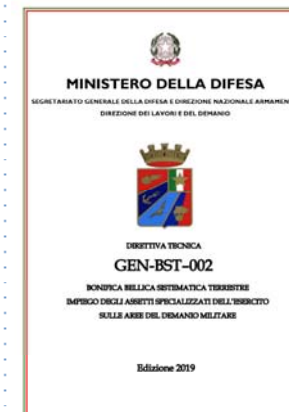 MINISTERO DELLA DIFESA
SEGRETARIATO GENERALE DELLA DIFESA E DIREZIONE NAZIONALE ARMAMEN
DIREZIONE DEI LAVORI E DEL DEMANIO
DIRETTIVA TECNICA
GEN-BST-002
BONIFICA BELLICA SISTEMATICA TERRESTRE
IMPIEGO DEGLI ASSETTI SPECIALIZZATI DELL'ESERCITO
SULLE AREE DEL DEMANIO MILITARE
Edizione 2019